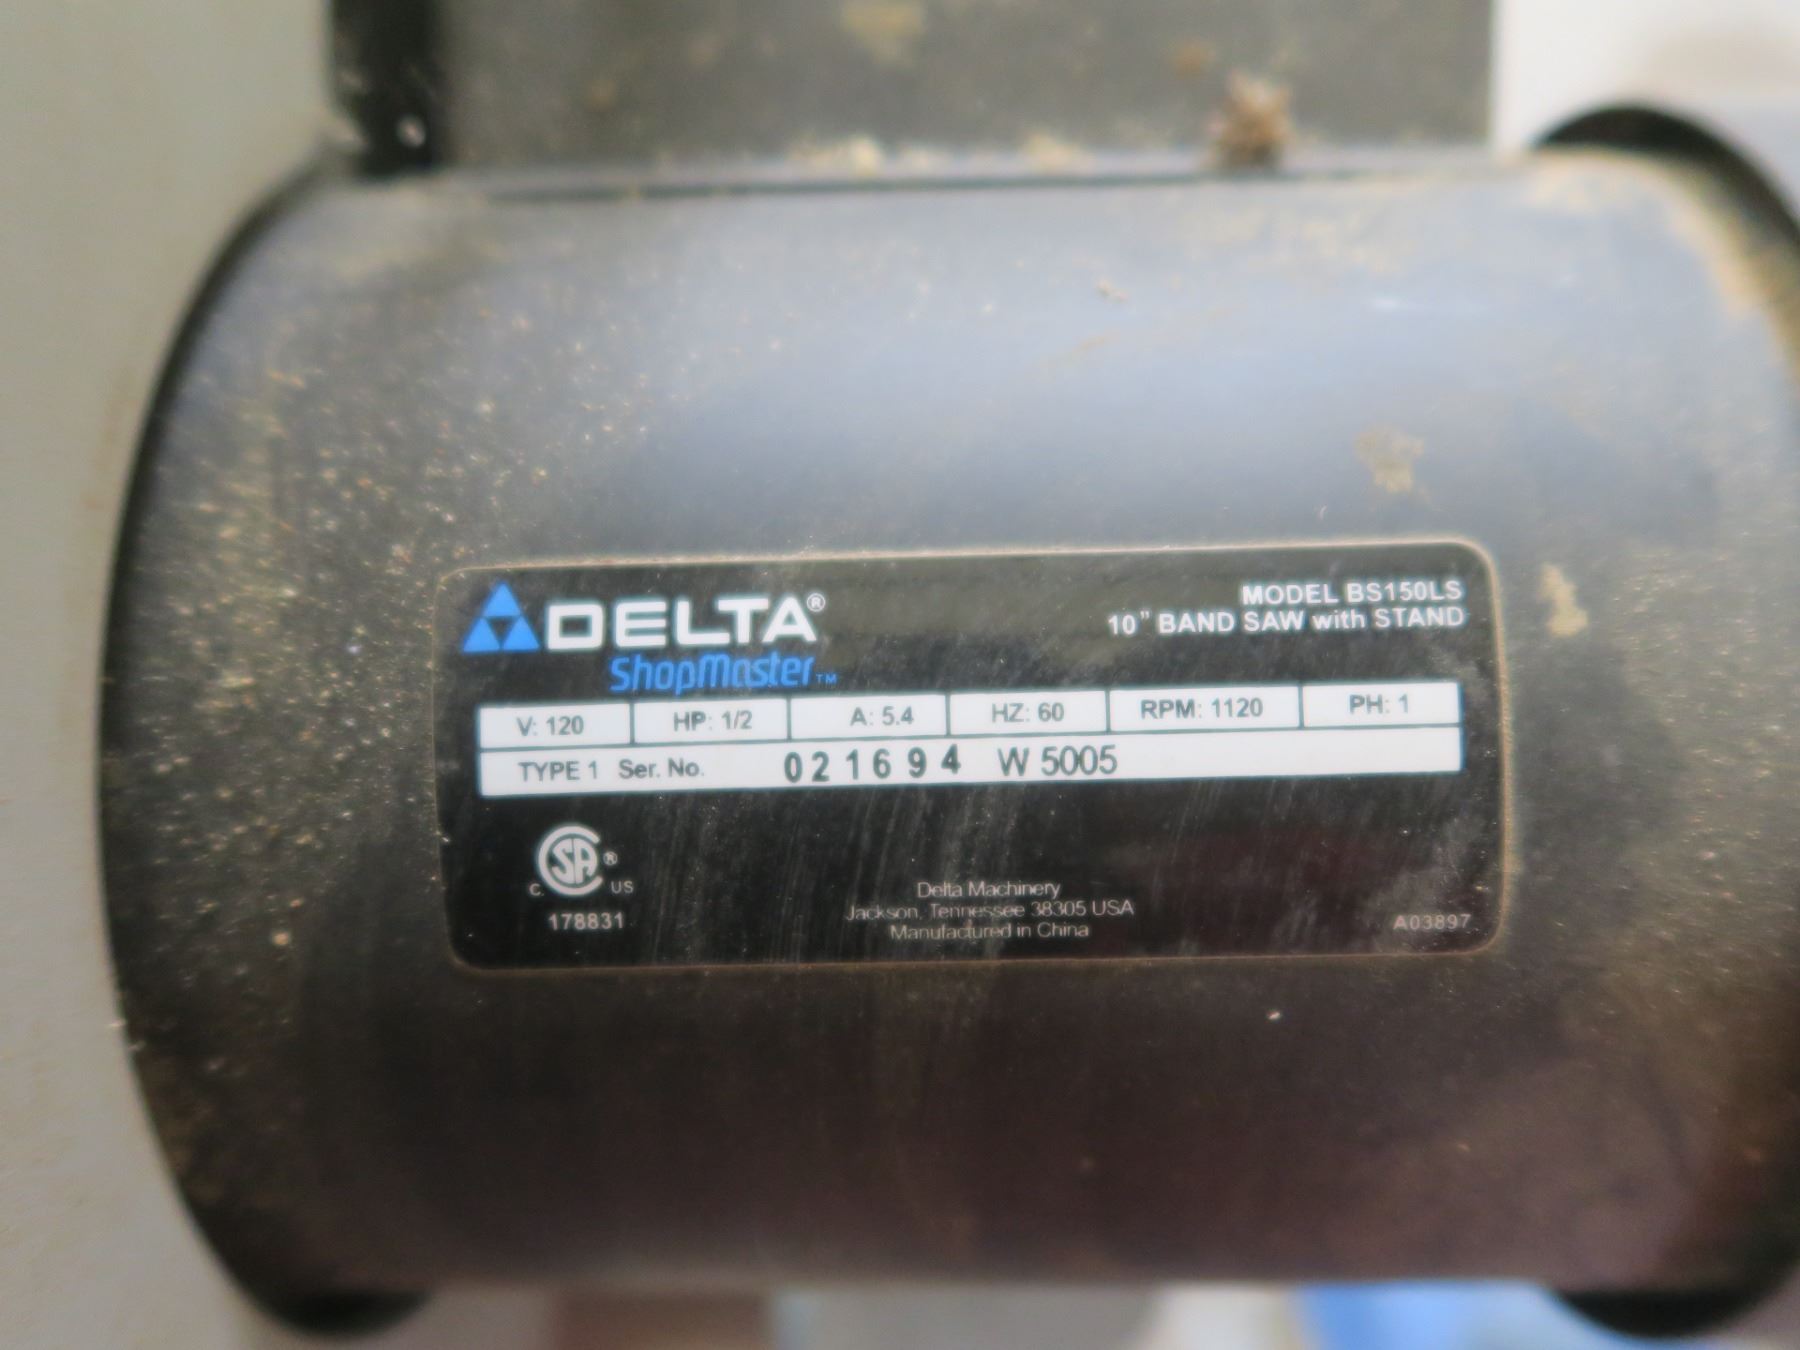 DELTA®
ShopMaster™
MODEL BS150LS
10" BAND SAW with STAND
V: 120 HP: 1/2 A: 5.4 HZ: 60 RPM: 1120 PH: 1
TYPE 1 Ser. No. 021694 W 5005
CSA®
C US
178831
Delta Machinery
Jackson, Tennessee 38305 USA
Manufactured in China
A03897